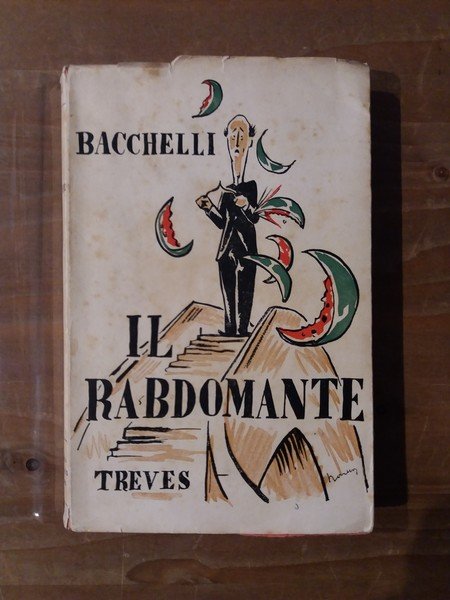 BACCHELLI
IL
RABDOMANTE
TREVES